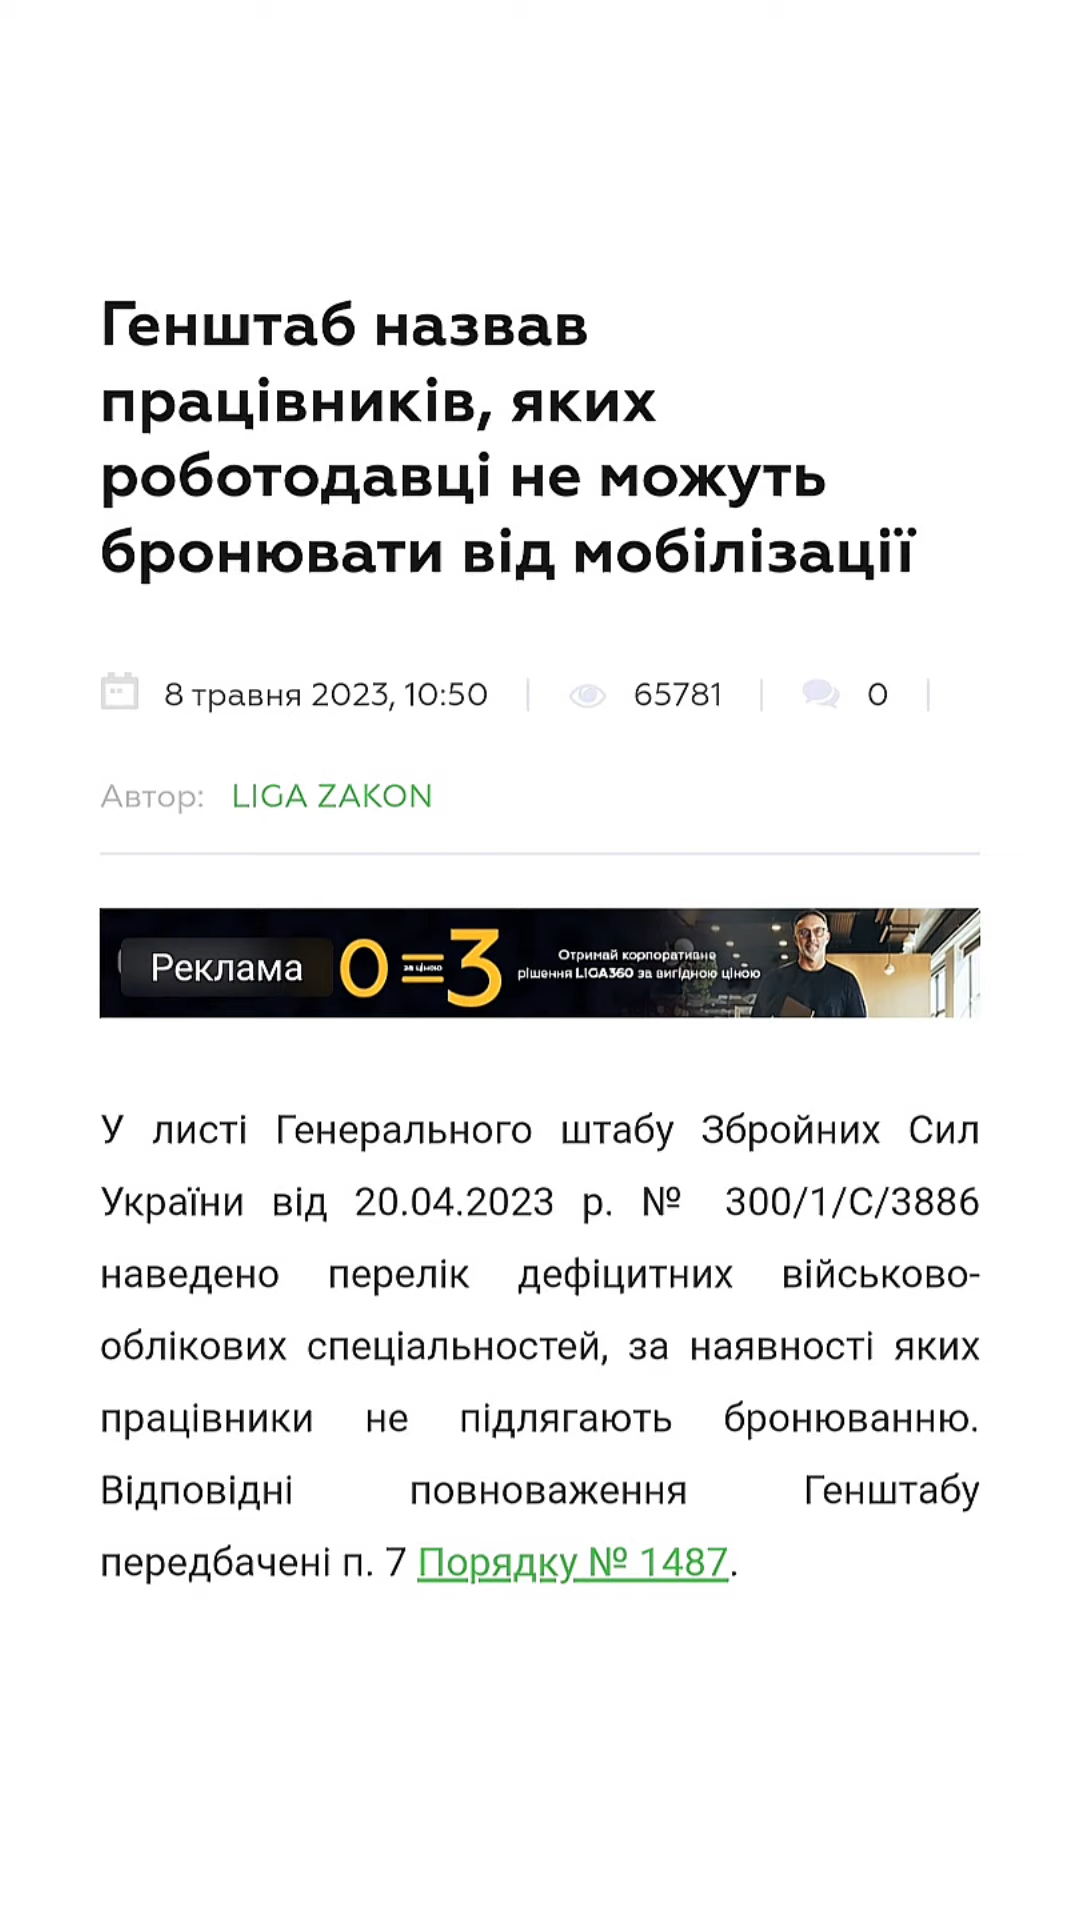 Генштаб назвав
працівників, яких
роботодавці не можуть
бронювати від мобілізації
8 травня 2023, 10:50 | 65781 | 0 |
Автор: LIGA ZAKON
Реклама
0 = 3
за ціною
Отримай корпоративне
рішення LIGA360 за вигідною ціною
У листі Генерального штабу Збройних Сил
України від 20.04.2023 р. № 300/1/С/3886
наведено перелік дефіцитних військово-
облікових спеціальностей, за наявності яких
працівники не підлягають бронюванню.
Відповідні повноваження Генштабу
передбачені п. 7 Порядку № 1487.